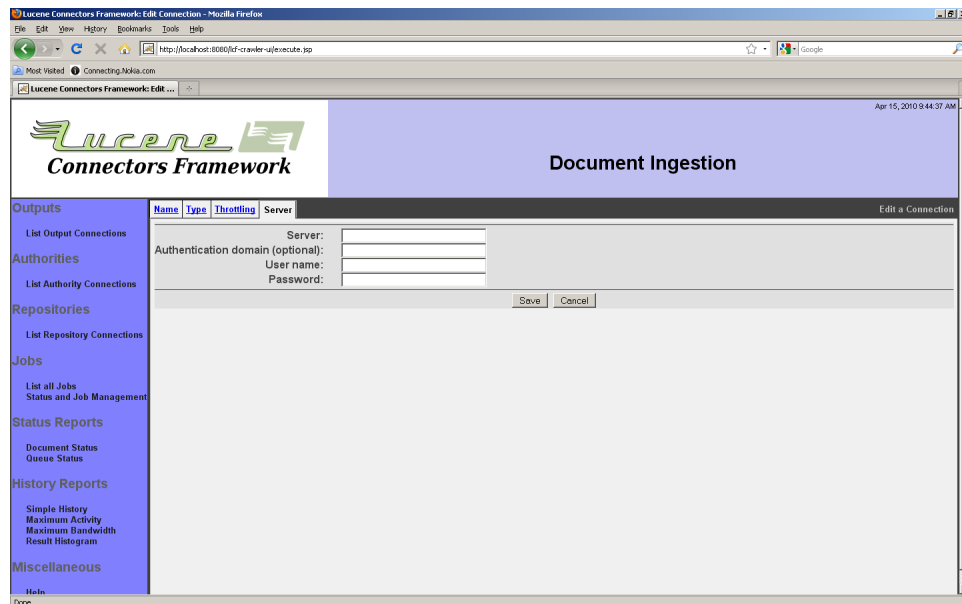 Lucene Connectors Framework: Edit Connection - Mozilla Firefox
File Edit View History Bookmarks Tools Help
http://localhost:8080/lcf-crawler-ui/execute.jsp
Google
Most Visited Connecting.Nokia.com
Lucene Connectors Framework: Edit ...
Apr 15, 2010 9:44:37 AM
Lucene
Connectors Framework
Document Ingestion
Outputs
List Output Connections
Authorities
List Authority Connections
Repositories
List Repository Connections
Jobs
List all Jobs
Status and Job Management
Status Reports
Document Status
Queue Status
History Reports
Simple History
Maximum Activity
Maximum Bandwidth
Result Histogram
Miscellaneous
Help
Name Type Throttling Server
Edit a Connection
Server:
Authentication domain (optional):
User name:
Password:
Save Cancel
Done